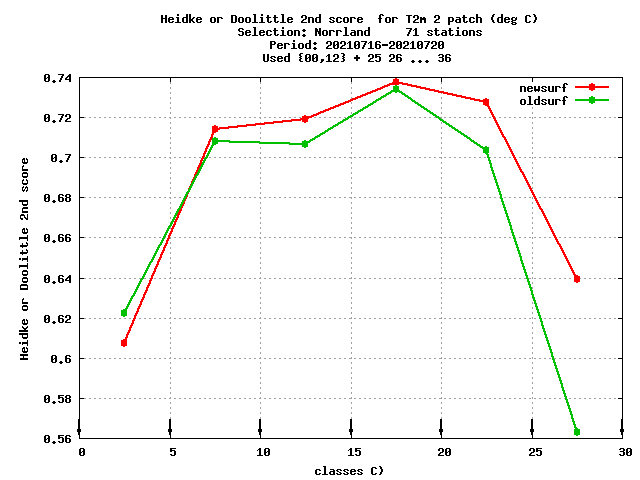 Heidke or Doolittle 2nd score  for T2m 2 patch (deg C)
Selection: Norrland     71 stations
Period: 20210716-20210720
Used {00,12} + 25 26 ... 36
newsurf
oldsurf
Heidke or Doolittle 2nd score
0.74
0.72
0.7
0.68
0.66
0.64
0.62
0.6
0.58
0.56
0 5 10 15 20 25 30
classes C)